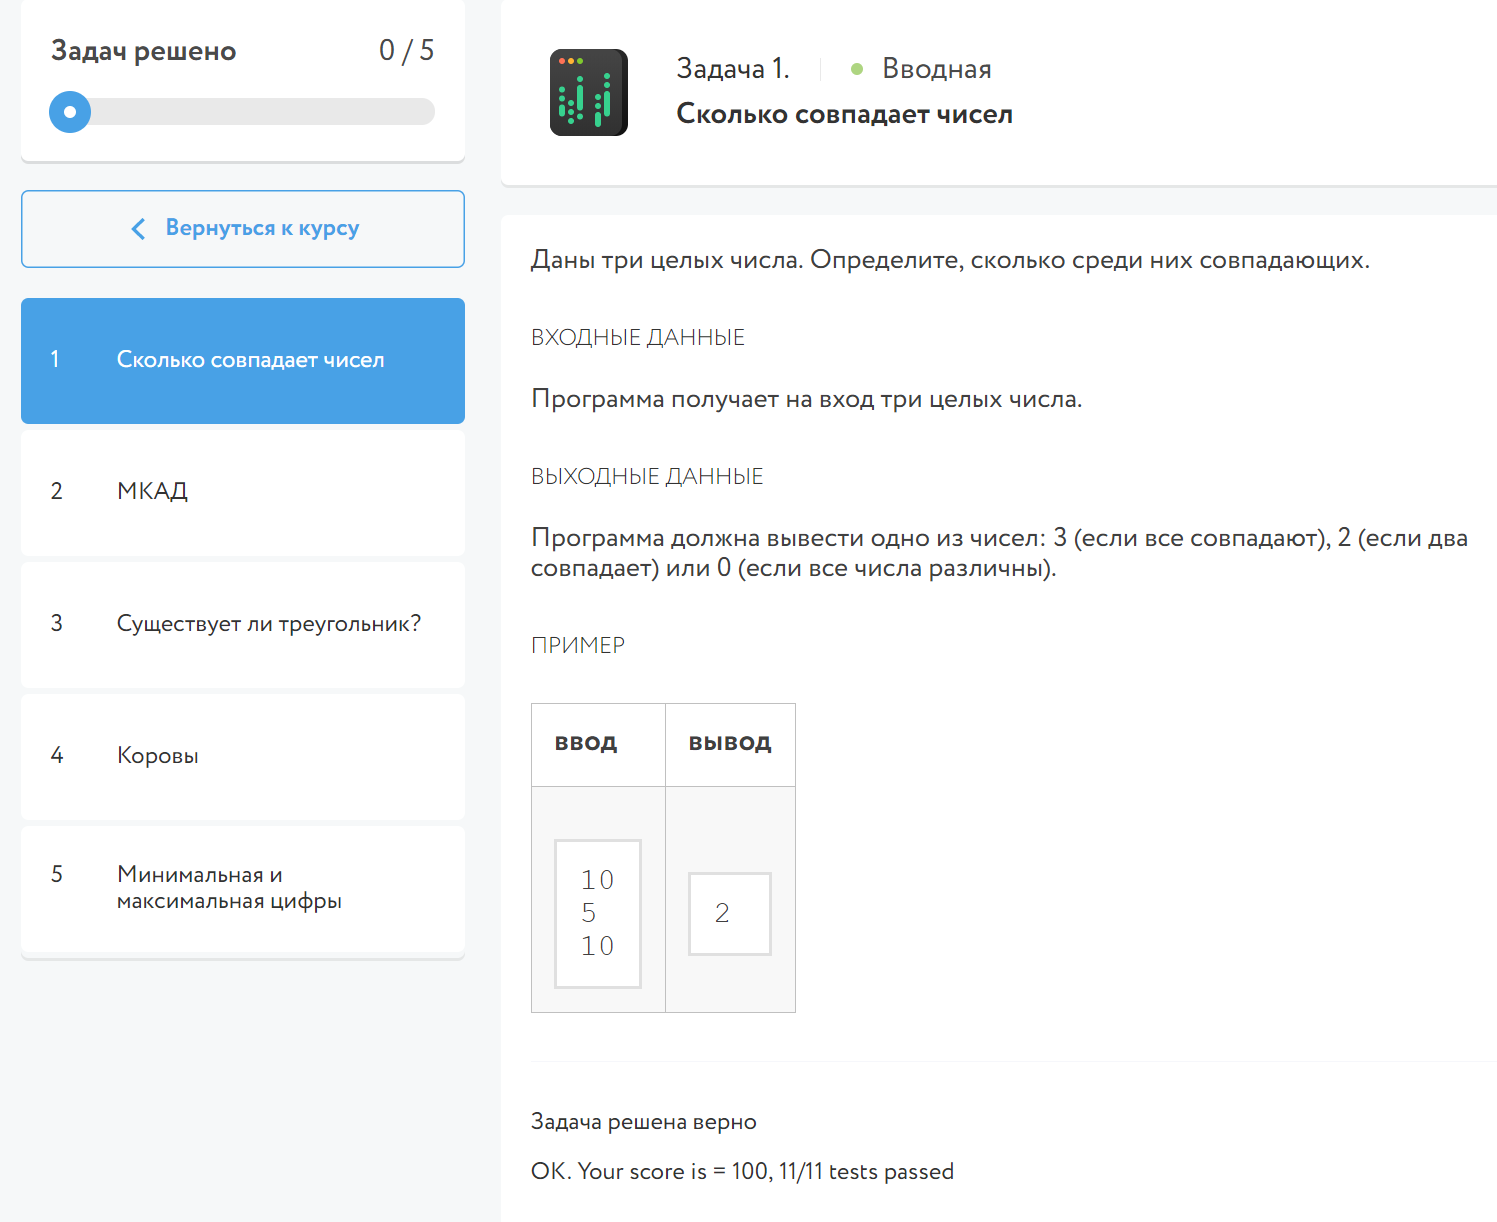 Задач решено 0 / 5
Вернуться к курсу
1 Сколько совпадает чисел
2 МКАД
3 Существует ли треугольник?
4 Коровы
5 Минимальная и
максимальная цифры
Задача 1. Вводная
Сколько совпадает чисел
Даны три целых числа. Определите, сколько среди них совпадающих.
ВХОДНЫЕ ДАННЫЕ
Программа получает на вход три целых числа.
ВЫХОДНЫЕ ДАННЫЕ
Программа должна вывести одно из чисел: 3 (если все совпадают), 2 (если два
совпадает) или 0 (если все числа различны).
ПРИМЕР
ввод вывод
10
5
10
2
Задача решена верно
OK. Your score is = 100, 11/11 tests passed